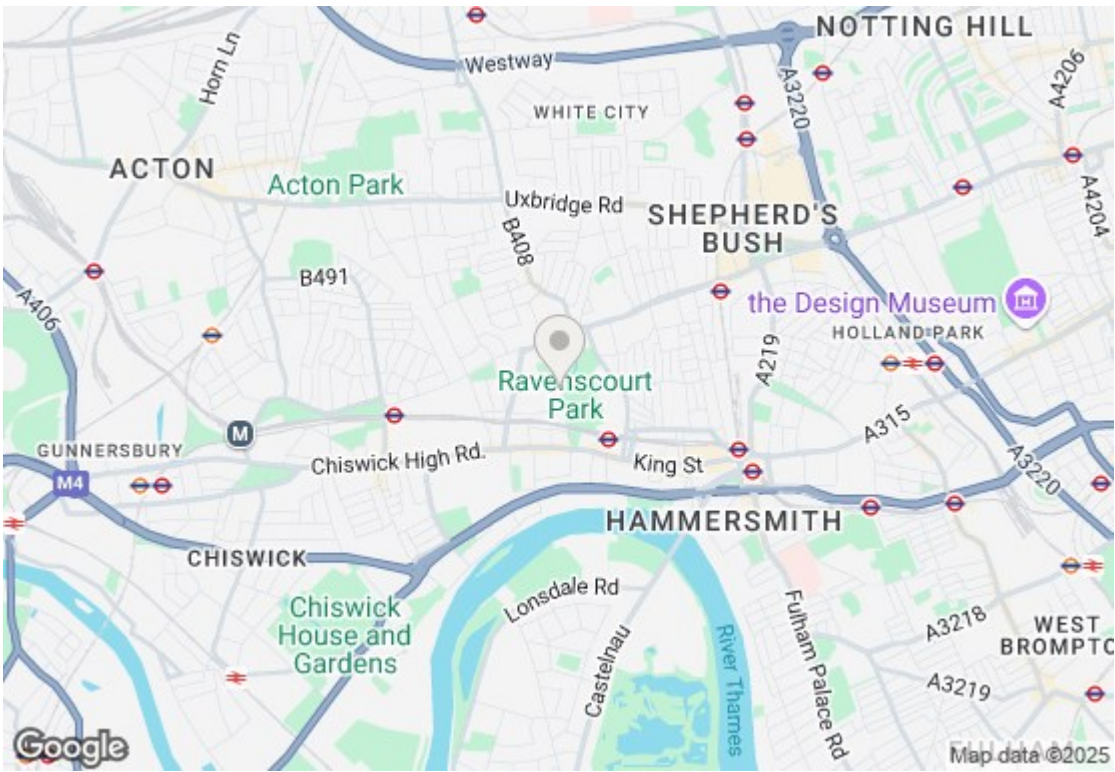 NOTTING HILL
Horn Ln
Westway
A3220
A4206
WHITE CITY
ACTON
Acton Park
Uxbridge Rd
A4204
SHEPHERD'S
BUSH
B408
B491
A406
the Design Museum
HOLLAND PARK
A219
Ravenscourt
Park
A315
M
GUNNERSBURY
Chiswick High Rd.
King St
M4
A3220
HAMMERSMITH
CHISWICK
Lonsdale Rd
Chiswick
House and
Gardens
Castelnau
River Thames
Fulham Palace Rd
A3218
WEST
BROMPTO
A3219
FULHAM
Google
Map data ©2025